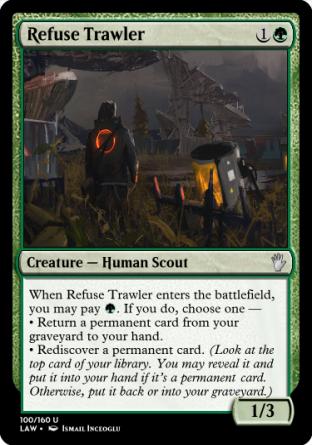 Refuse Trawler 1
Creature — Human Scout
When Refuse Trawler enters the battlefield,
you may pay . If you do, choose one —
• Return a permanent card from your
graveyard to your hand.
• Rediscover a permanent card. (Look at the
top card of your library. You may reveal it and
put it into your hand if it's a permanent card.
Otherwise, put it back or into your graveyard.)
1/3
100/160 U
LAW • Ismail Inceoglu